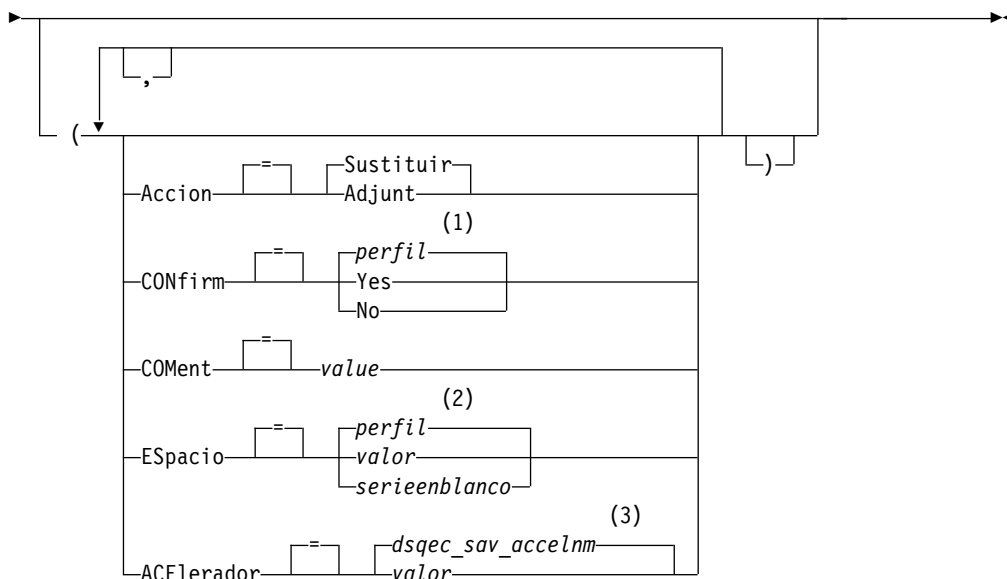 ,
(
)
= Sustituir
Accion Adjunt
(1)
= perfil
CONfirm Yes
No
=
COMent value
(2)
= perfil
ESpacio valor
serieenblanco
(3)
= dsqec_sav_accelnm
ACElerador valor